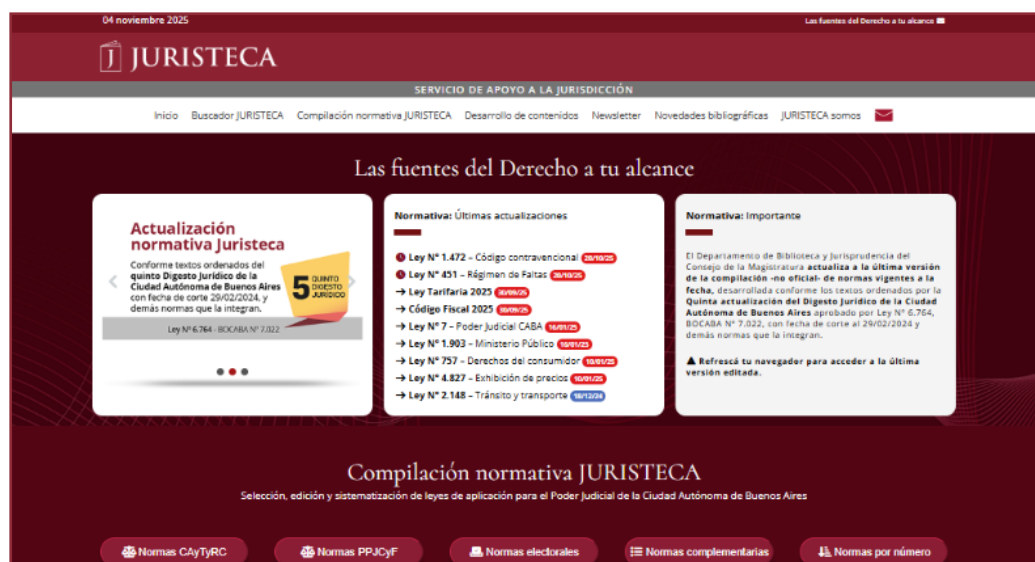 04 noviembre 2025
Las fuentes del Derecho a tu alcance
JURISTECA
SERVICIO DE APOYO A LA JURISDICCIÓN
Inicio Buscador JURISTECA Compilación normativa JURISTECA Desarrollo de contenidos Newsletter Novedades bibliográficas JURISTECA somos
Las fuentes del Derecho a tu alcance
Actualización
normativa Juristeca
Conforme textos ordenados del
quinto Digesto Jurídico de la
Ciudad Autónoma de Buenos Aires
con fecha de corte 29/02/2024, y
demás normas que la integran.
5 QUINTO
DIGESTO
JURÍDICO
Ley Nº 6.764 - BOCABA Nº 7.022
Normativa: Últimas actualizaciones
Ley Nº 1.472 – Código contravencional 28/10/25
Ley Nº 451 – Régimen de Faltas 28/10/25
→ Ley Tarifaria 2025 30/09/25
→ Código Fiscal 2025 30/09/25
→ Ley Nº 7 – Poder Judicial CABA 16/01/25
→ Ley Nº 1.903 – Ministerio Público 10/01/25
→ Ley Nº 757 – Derechos del consumidor 10/01/25
→ Ley Nº 4.827 – Exhibición de precios 10/01/25
→ Ley Nº 2.148 – Tránsito y transporte 18/12/24
Normativa: Importante
El Departamento de Biblioteca y Jurisprudencia del
Consejo de la Magistratura actualiza a la última versión
de la compilación -no oficial- de normas vigentes a la
fecha, desarrollada conforme los textos ordenados por la
Quinta actualización del Digesto Jurídico de la Ciudad
Autónoma de Buenos Aires aprobado por Ley Nº 6.764,
BOCABA Nº 7.022, con fecha de corte al 29/02/2024 y
demás normas que la integran.
Refrescá tu navegador para acceder a la última
versión editada.
Compilación normativa JURISTECA
Selección, edición y sistematización de leyes de aplicación para el Poder Judicial de la Ciudad Autónoma de Buenos Aires
Normas CAyTyRC Normas PPJCyF Normas electorales Normas complementarias Normas por número